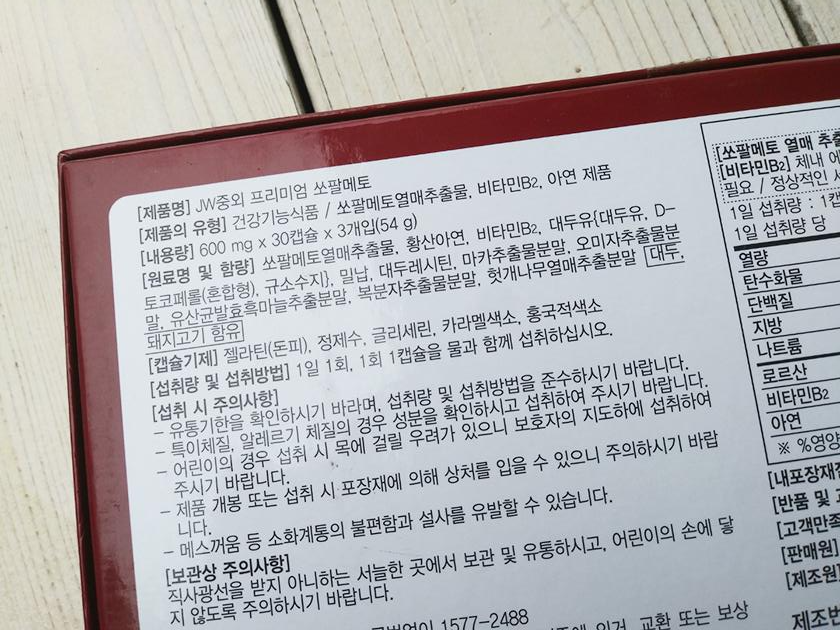 [제품명] JW중외 프리미엄 쏘팔메토
[제품의 유형] 건강기능식품 / 쏘팔메토열매추출물, 비타민B2, 아연 제품
[내용량] 600 mg x 30캡슐 x 3개입(54 g)
[원료명 및 함량] 쏘팔메토열매추출물, 황산아연, 비타민B2, 대두유{대두유, D-
토코페롤(혼합형), 규소수지}, 밀납, 대두레시틴, 마카추출물분말, 오미자추출물분
말, 유산균발효흑마늘추출분말, 복분자추출물분말, 헛개나무열매추출분말 대두,
돼지고기 함유
[캡슐기제] 젤라틴(돈피), 정제수, 글리세린, 카라멜색소, 홍국적색소
[섭취량 및 섭취방법] 1일 1회, 1회 1캡슐을 물과 함께 섭취하십시오.
[섭취 시 주의사항]
- 유통기한을 확인하시기 바라며, 섭취량 및 섭취방법을 준수하시기 바랍니다.
- 특이체질, 알레르기 체질의 경우 성분을 확인하시고 섭취하여 주시기 바랍니다.
- 어린이의 경우 섭취 시 목에 걸릴 우려가 있으니 보호자의 지도하에 섭취하여
주시기 바랍니다.
- 제품 개봉 또는 섭취 시 포장재에 의해 상처를 입을 수 있으니 주의하시기 바랍
니다.
- 메스꺼움 등 소화계통의 불편함과 설사를 유발할 수 있습니다.
[보관상 주의사항]
직사광선을 받지 아니하는 서늘한 곳에서 보관 및 유통하시고, 어린이의 손에 닿
지 않도록 주의하시기 바랍니다.
1577-2488
교환 또는 보상
[쏘팔메토 열매 추출
[비타민B2] 체내 에
필요 / 정상적인 세
1일 섭취량 : 1캡
1일 섭취량 당
열량
탄수화물
단백질
지방
나트륨
로르산
비타민B2
아연
※ %영양
[내포장재
[반품 및
[고객만족
[판매원]
[제조원]
제조법